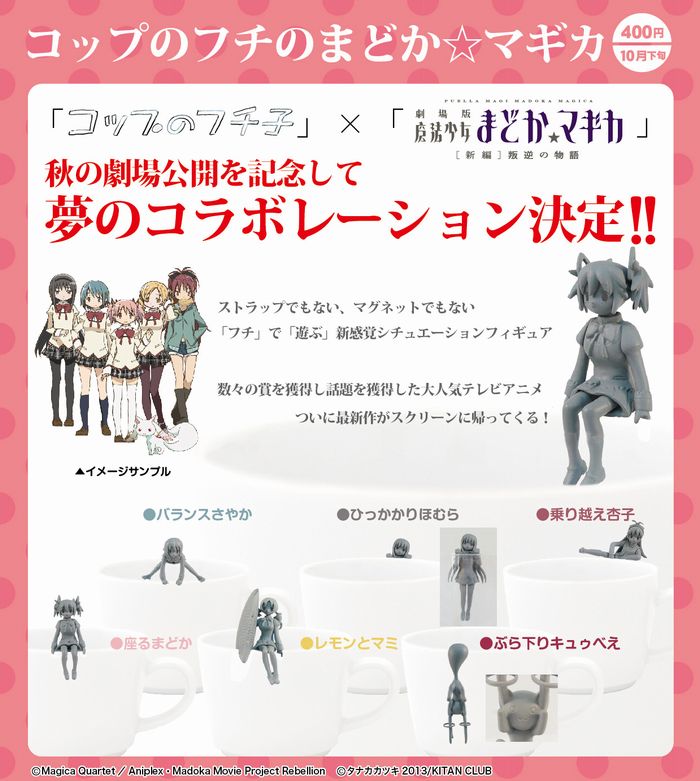 コップのフチのまどか☆マギカ
400円
10月下旬
「コップのフチ子」×「
PUELLA MAGI MADOKA MAGICA
劇場版
魔法少女まどか★マギカ
[新編]叛逆の物語
」
秋の劇場公開を記念して
夢のコラボレーション決定!!
ストラップでもない、マグネットでもない
「フチ」で「遊ぶ」新感覚シチュエーションフィギュア
数々の賞を獲得し話題を獲得した大人気テレビアニメ
ついに最新作がスクリーンに帰ってくる！
▲イメージサンプル
●バランスさやか
●ひっかかりほむら
●乗り越え杏子
●座るまどか
●レモンとマミ
●ぶら下りキュゥべえ
©Magica Quartet／Aniplex・Madoka Movie Project Rebellion ©タナカカツキ 2013/KITAN CLUB